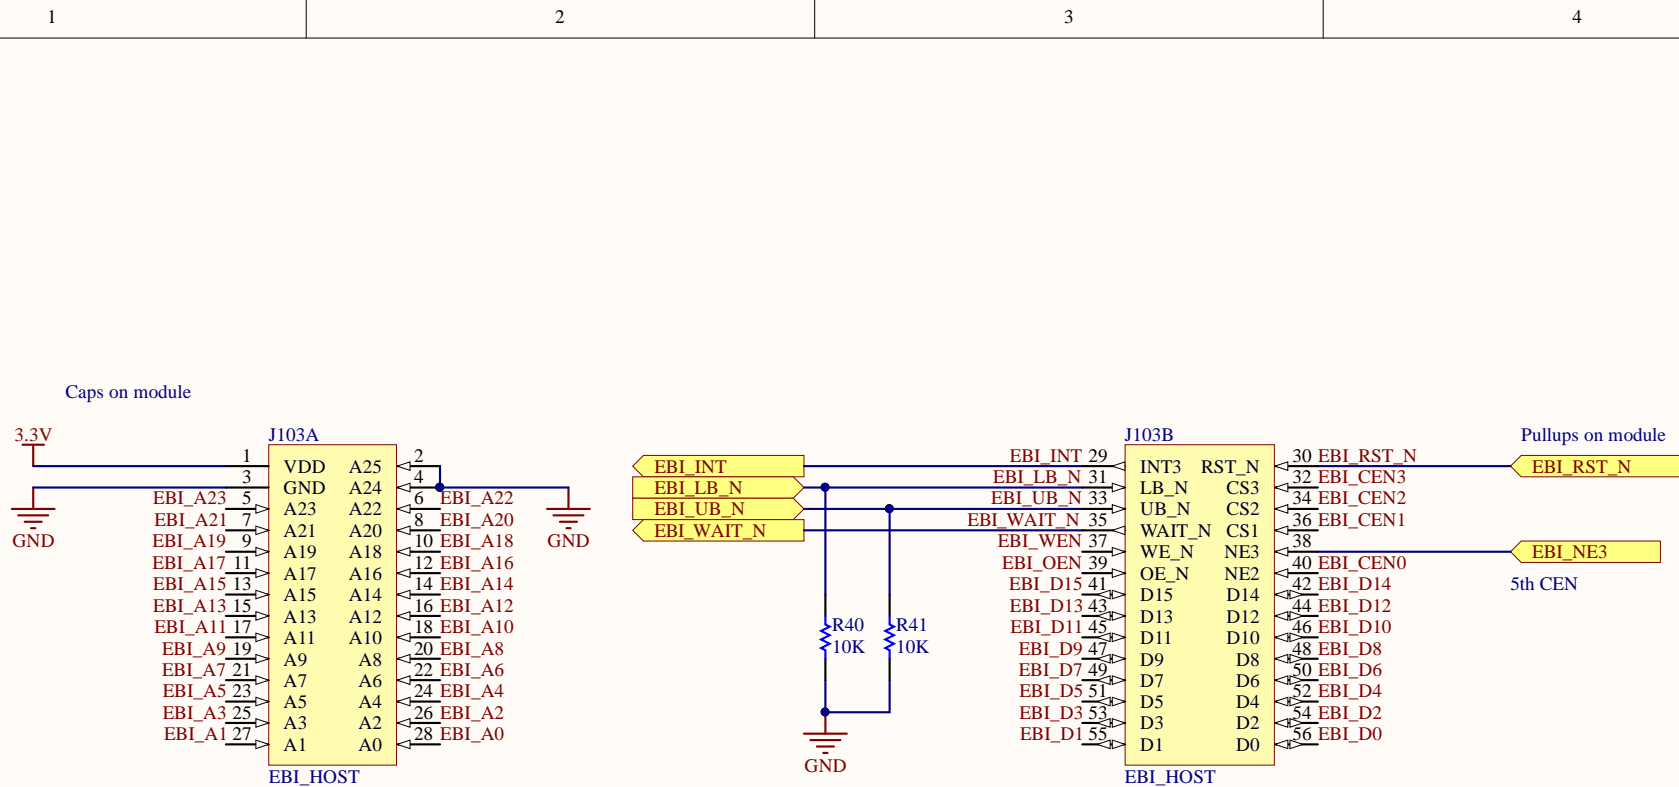 1 2 3 4
Caps on module
3.3V
GND
J103A
1 VDD A25 2
3 GND A24 4
EBI_A23 5 A23 A22 6 EBI_A22
EBI_A21 7 A21 A20 8 EBI_A20
EBI_A19 9 A19 A18 10 EBI_A18
EBI_A17 11 A17 A16 12 EBI_A16
EBI_A15 13 A15 A14 14 EBI_A14
EBI_A13 15 A13 A12 16 EBI_A12
EBI_A11 17 A11 A10 18 EBI_A10
EBI_A9 19 A9 A8 20 EBI_A8
EBI_A7 21 A7 A6 22 EBI_A6
EBI_A5 23 A5 A4 24 EBI_A4
EBI_A3 25 A3 A2 26 EBI_A2
EBI_A1 27 A1 A0 28 EBI_A0
EBI_HOST
GND
EBI_INT
EBI_LB_N
EBI_UB_N
EBI_WAIT_N
R40
10K
R41
10K
GND
J103B
EBI_INT 29 INT3 RST_N 30 EBI_RST_N
EBI_LB_N 31 LB_N CS3 32 EBI_CEN3
EBI_UB_N 33 UB_N CS2 34 EBI_CEN2
EBI_WAIT_N 35 WAIT_N CS1 36 EBI_CEN1
EBI_WEN 37 WE_N NE3 38
EBI_OEN 39 OE_N NE2 40 EBI_CEN0
EBI_D15 41 D15 D14 42 EBI_D14
EBI_D13 43 D13 D12 44 EBI_D12
EBI_D11 45 D11 D10 46 EBI_D10
EBI_D9 47 D9 D8 48 EBI_D8
EBI_D7 49 D7 D6 50 EBI_D6
EBI_D5 51 D5 D4 52 EBI_D4
EBI_D3 53 D3 D2 54 EBI_D2
EBI_D1 55 D1 D0 56 EBI_D0
EBI_HOST
Pullups on module
EBI_RST_N
EBI_NE3
5th CEN